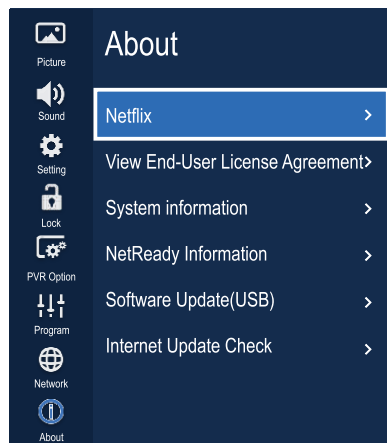 Picture
Sound
Setting
Lock
PVR Option
Program
Network
About
About
Netflix
View End-User License Agreement
System information
NetReady Information
Software Update(USB)
Internet Update Check